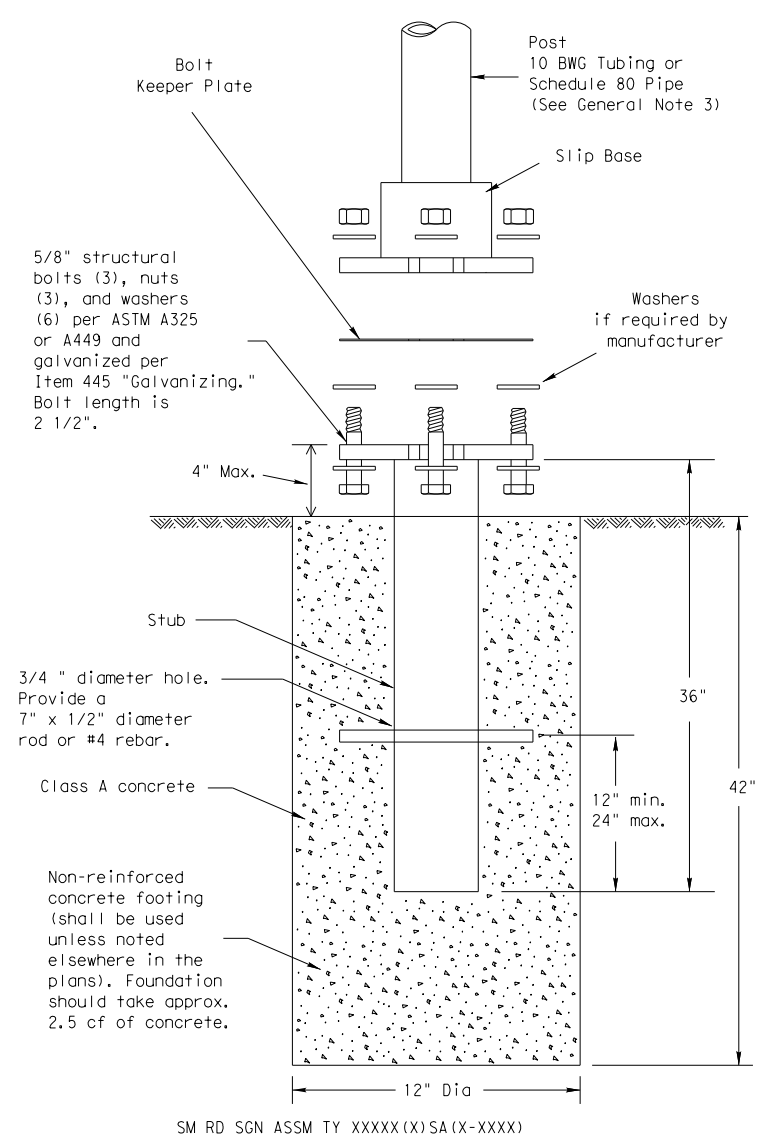 Post
10 BWG Tubing or
Schedule 80 Pipe
(See General Note 3)
Bolt
Keeper Plate
Slip Base
5/8" structural
bolts (3), nuts
(3), and washers
(6) per ASTM A325
or A449 and
galvanized per
Item 445 "Galvanizing."
Bolt length is
2 1/2".
Washers
if required by
manufacturer
4" Max.
Stub
3/4 " diameter hole.
Provide a
7" x 1/2" diameter
rod or #4 rebar.
36"
Class A concrete
12" min.
24" max.
42"
Non-reinforced
concrete footing
(shall be used
unless noted
elsewhere in the
plans). Foundation
should take approx.
2.5 cf of concrete.
12" Dia
SM RD SGN ASSM TY XXXXX(X)SA(X-XXXX)